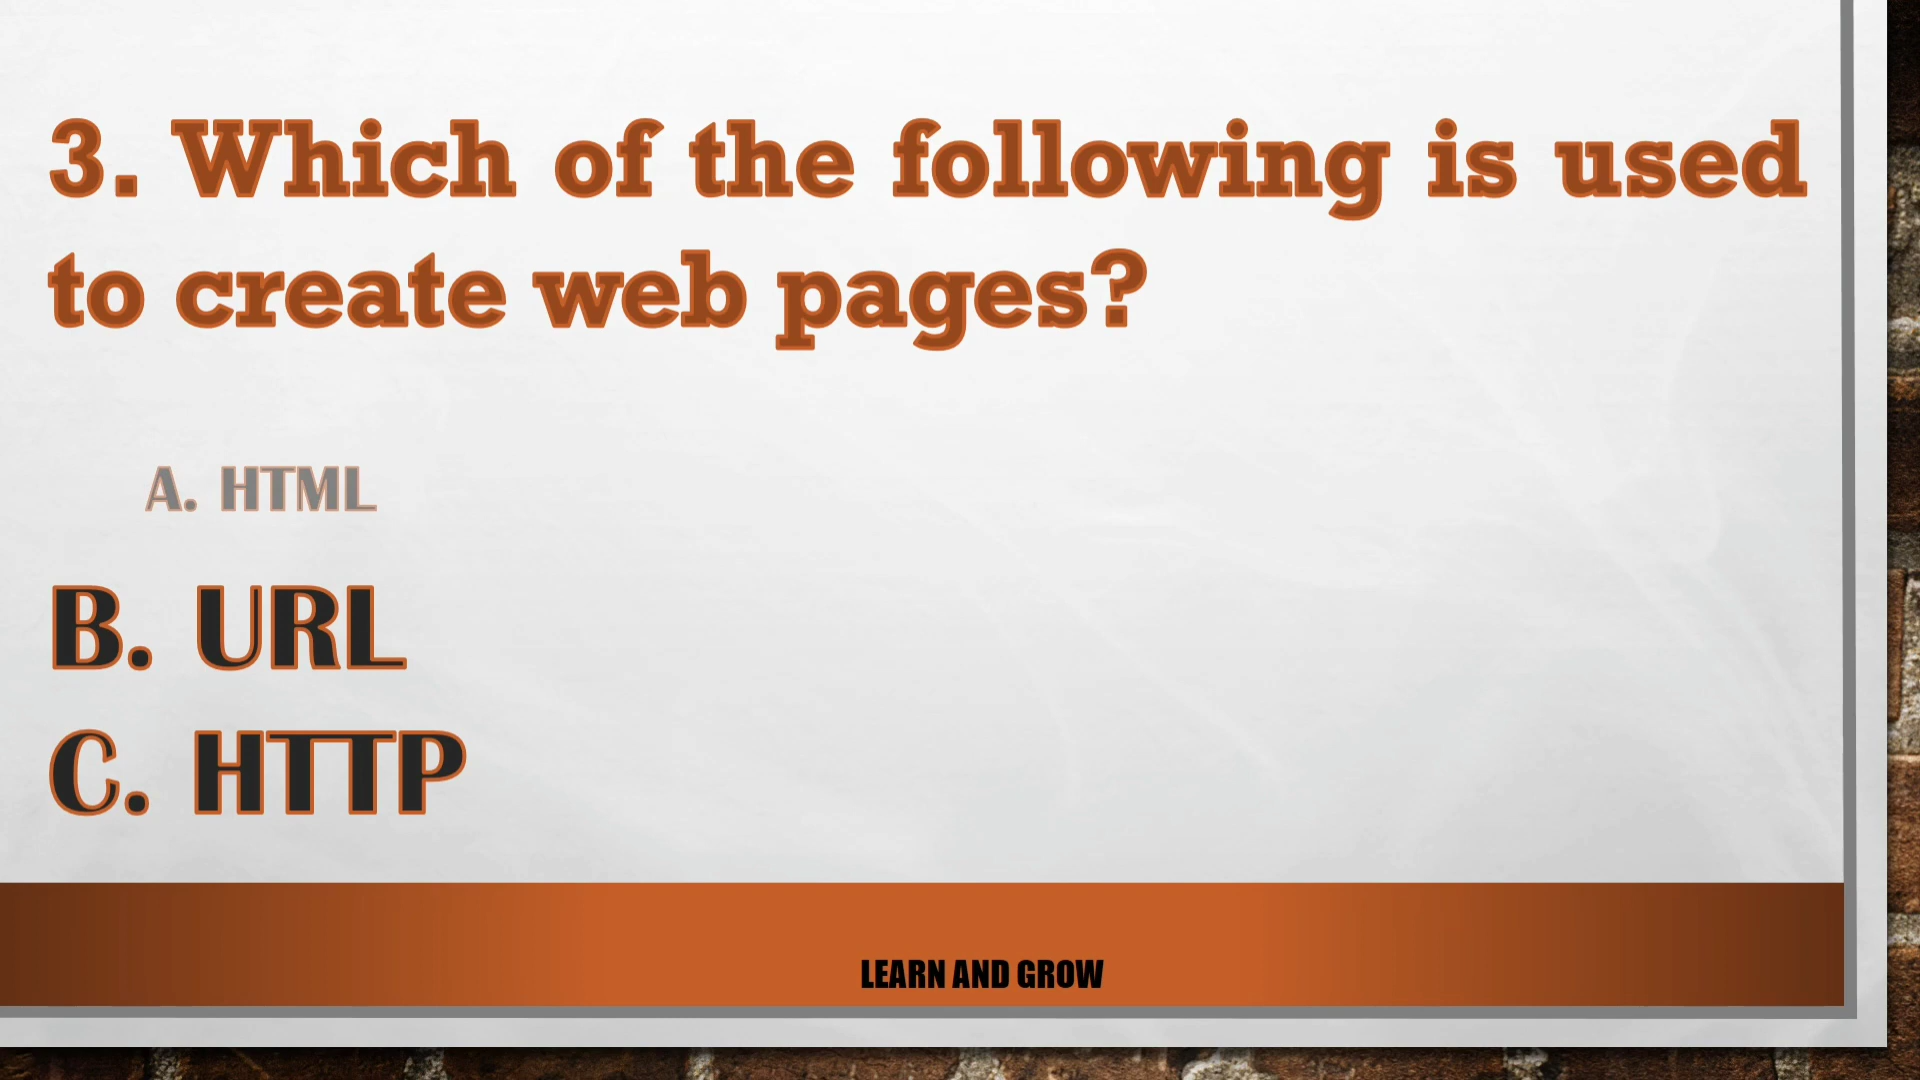 3. Which of the following is used
to create web pages?
A. HTML
B. URL
C. HTTP
LEARN AND GROW